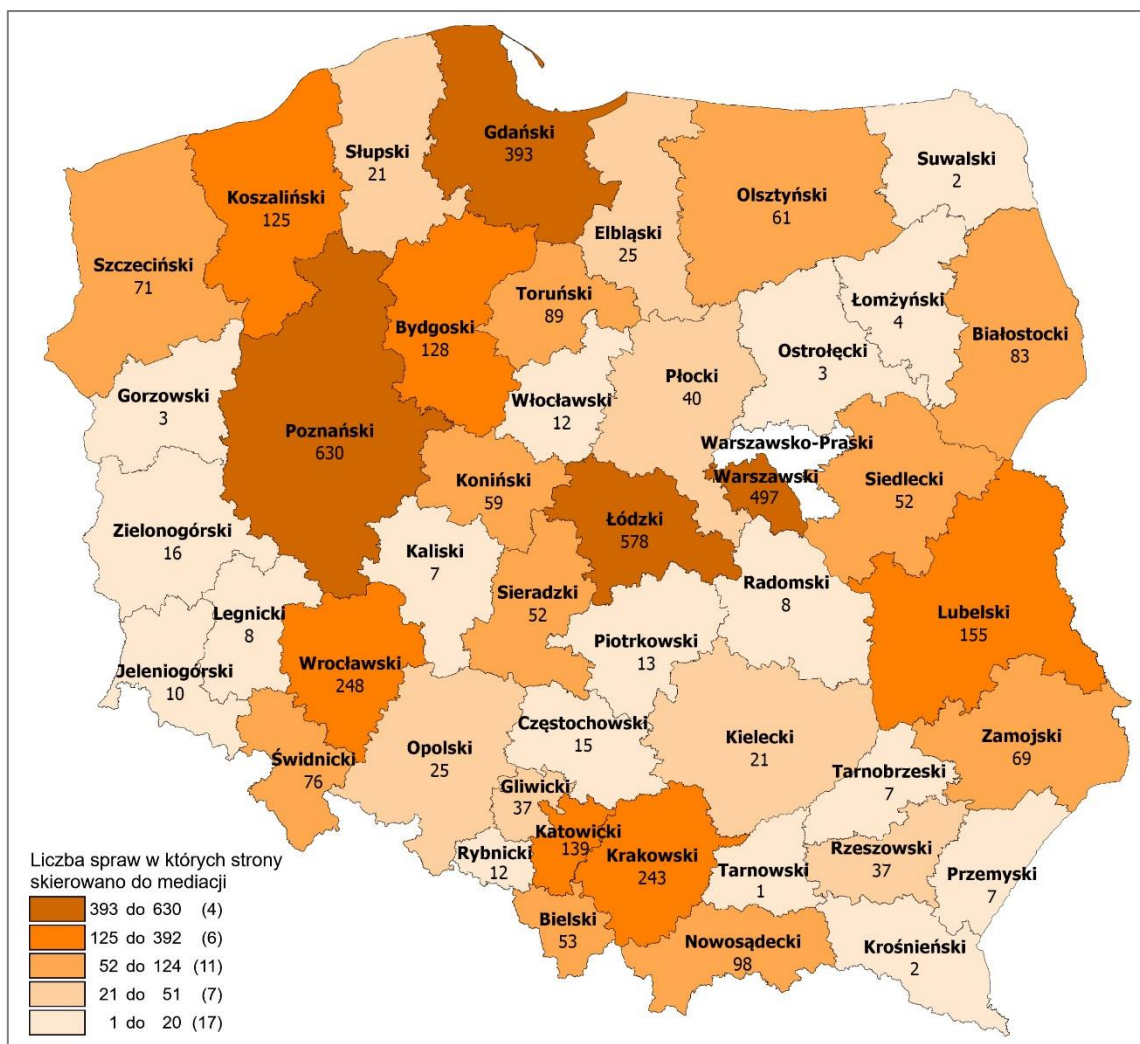 Gdański
393
Słupski
21
Suwalski
2
Koszaliński
125
Olsztyński
61
Elbląski
25
Szczeciński
71
Toruński
89
Łomżyński
4
Bydgoski
128
Białostocki
83
Ostrołęcki
3
Płocki
40
Gorzowski
3
Włocławski
12
Poznański
630
Warszawsko-Praski
Warszawski
497
Koniński
59
Siedlecki
52
Łódzki
578
Zielonogórski
16
Kaliski
7
Radomski
8
Sieradzki
52
Legnicki
8
Lubelski
155
Piotrkowski
13
Wrocławski
248
Jeleniogórski
10
Częstochowski
15
Kielecki
21
Zamojski
69
Opolski
25
Świdnicki
76
Tarnobrzeski
7
Gliwicki
37
Katowicki
139
Rybnicki
12
Krakowski
243
Tarnowski
1
Rzeszowski
37
Przemyski
7
Bielski
53
Nowosądecki
98
Krośnieński
2
Liczba spraw w których strony
skierowano do mediacji
393 do 630 (4)
125 do 392 (6)
52 do 124 (11)
21 do 51 (7)
1 do 20 (17)